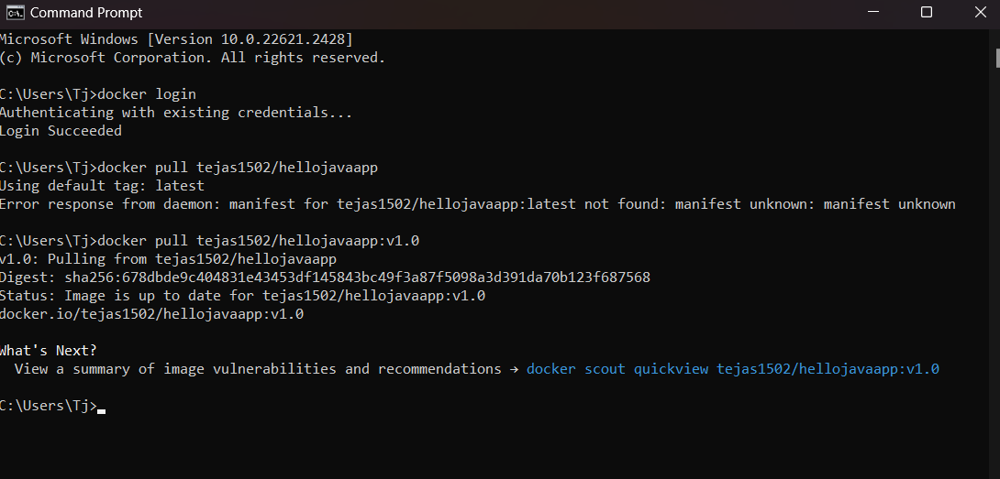 Command Prompt
Microsoft Windows [Version 10.0.22621.2428]
(c) Microsoft Corporation. All rights reserved.
C:\Users\Tj>docker login
Authenticating with existing credentials...
Login Succeeded
C:\Users\Tj>docker pull tejas1502/hellojavaapp
Using default tag: latest
Error response from daemon: manifest for tejas1502/hellojavaapp:latest not found: manifest unknown: manifest unknown
C:\Users\Tj>docker pull tejas1502/hellojavaapp:v1.0
v1.0: Pulling from tejas1502/hellojavaapp
Digest: sha256:678dbde9c404831e43453df145843bc49f3a87f5098a3d391da70b123f687568
Status: Image is up to date for tejas1502/hellojavaapp:v1.0
docker.io/tejas1502/hellojavaapp:v1.0
What's Next?
View a summary of image vulnerabilities and recommendations → docker scout quickview tejas1502/hellojavaapp:v1.0
C:\Users\Tj>